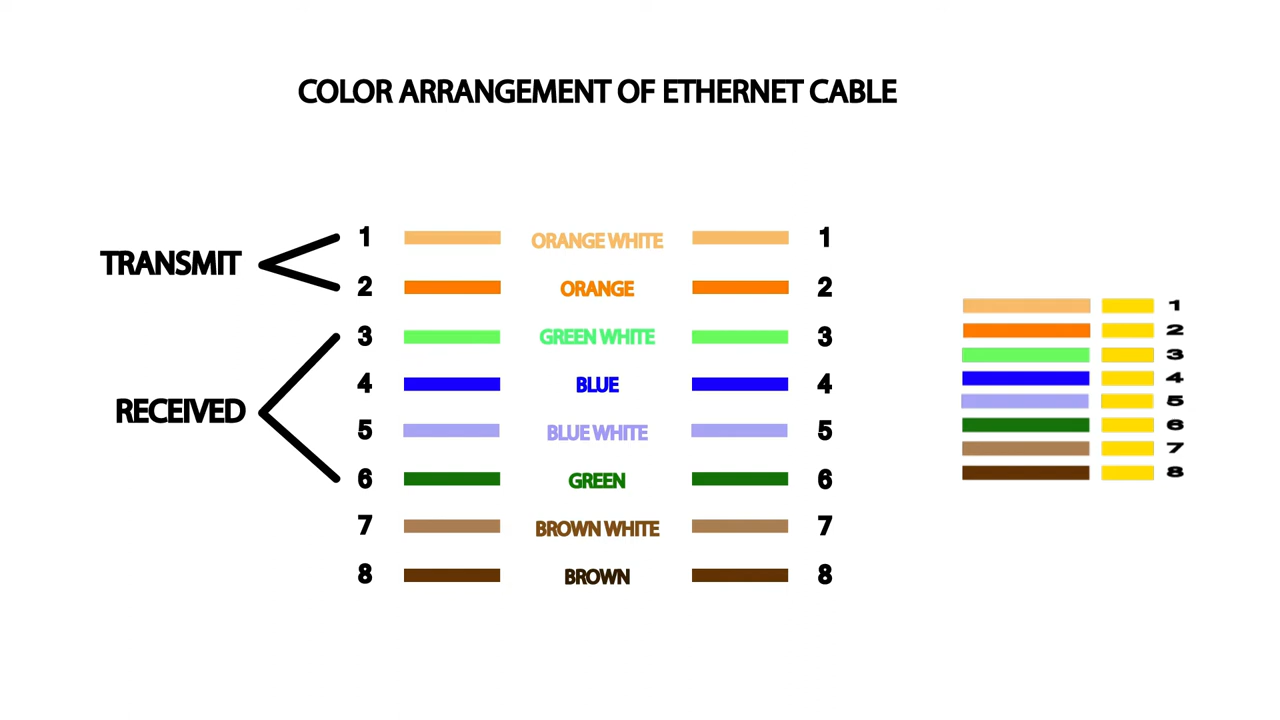 COLOR ARRANGEMENT OF ETHERNET CABLE
TRANSMIT
RECEIVED
1 ORANGE WHITE 1
2 ORANGE 2
3 GREEN WHITE 3
4 BLUE 4
5 BLUE WHITE 5
6 GREEN 6
7 BROWN WHITE 7
8 BROWN 8
1
2
3
4
5
6
7
8